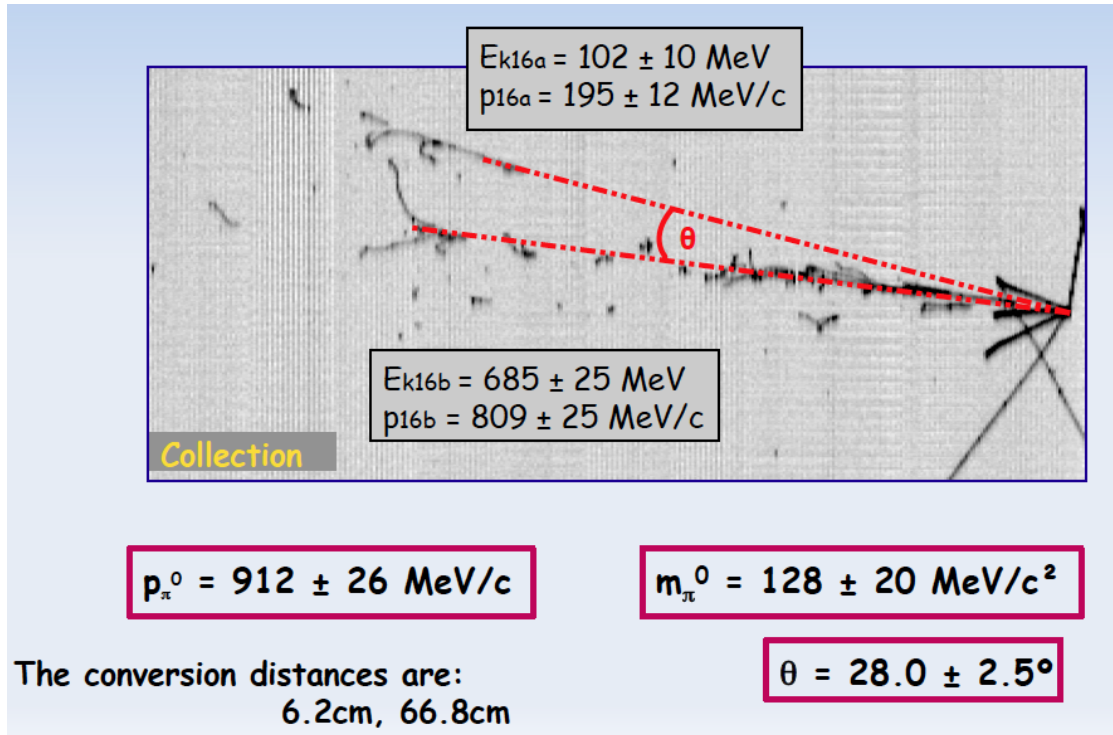 Ek16a = 102 ± 10 MeV
p16a = 195 ± 12 MeV/c
θ
Ek16b = 685 ± 25 MeV
p16b = 809 ± 25 MeV/c
Collection
pπ⁰ = 912 ± 26 MeV/c
mπ⁰ = 128 ± 20 MeV/c²
θ = 28.0 ± 2.5º
The conversion distances are:
6.2cm, 66.8cm